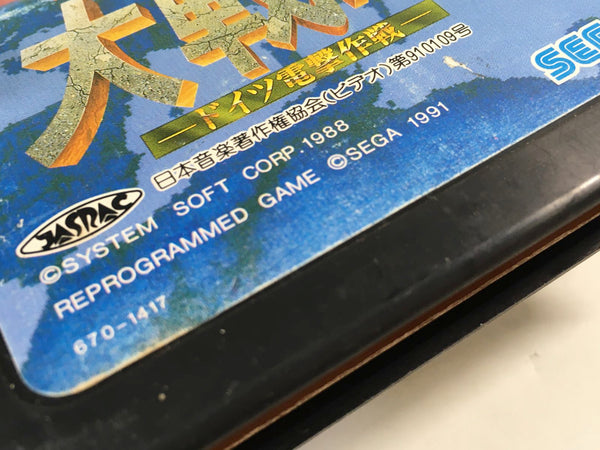 大戦
ードイツ電撃作戦ー
SEGA
日本音楽著作権協会(ビデオ)第910109号
JASRAC
©SYSTEM SOFT CORP. 1988
REPROGRAMMED GAME ©SEGA 1991
670-1417